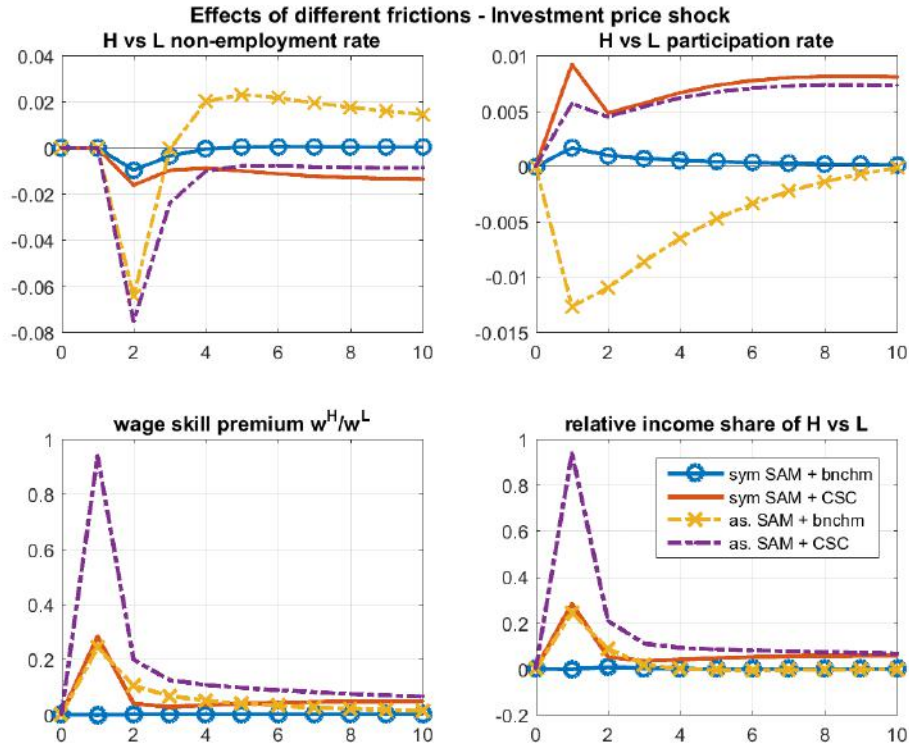 Effects of different frictions - Investment price shock
H vs L non-employment rate
0.04
0.02
0
-0.02
-0.04
-0.06
-0.08
0 2 4 6 8 10
H vs L participation rate
0.01
0.005
0
-0.005
-0.01
-0.015
0 2 4 6 8 10
wage skill premium w^H/w^L
1
0.8
0.6
0.4
0.2
0
0 2 4 6 8 10
relative income share of H vs L
1
0.8
0.6
0.4
0.2
0
-0.2
0 2 4 6 8 10
sym SAM + bnchm
sym SAM + CSC
as. SAM + bnchm
as. SAM + CSC